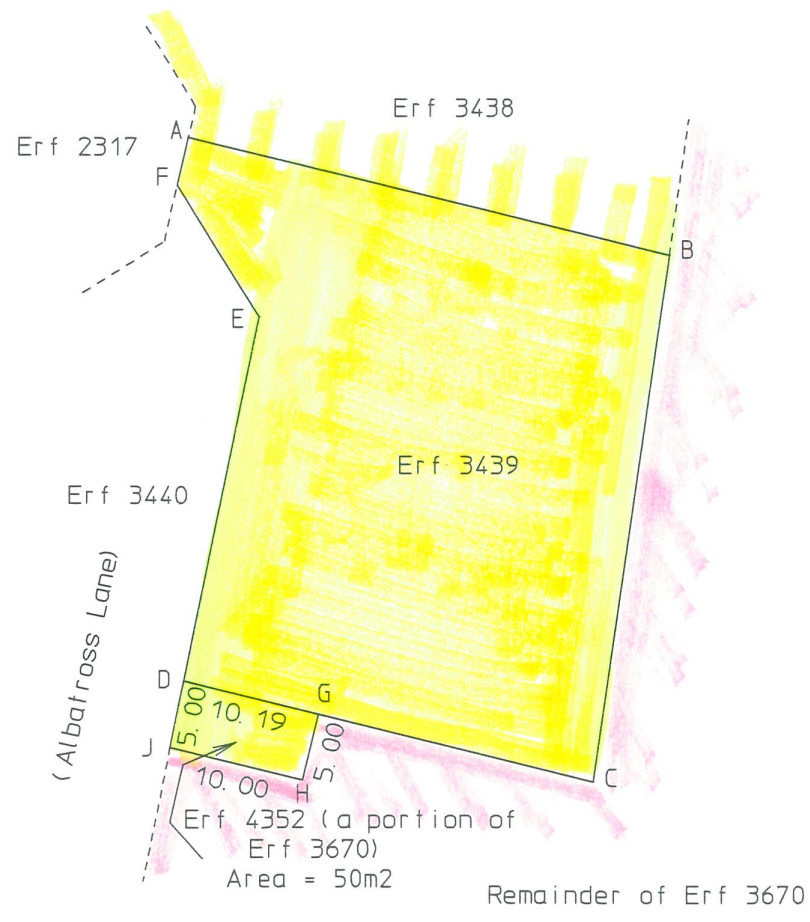 Erf 3438
A
Erf 2317
F
B
E
Erf 3439
Erf 3440
(Albatross Lane)
D
G
5.00
10.19
J
5.00
10.00
H
C
Erf 4352 (a portion of
Erf 3670)
Area = 50m2
Remainder of Erf 3670